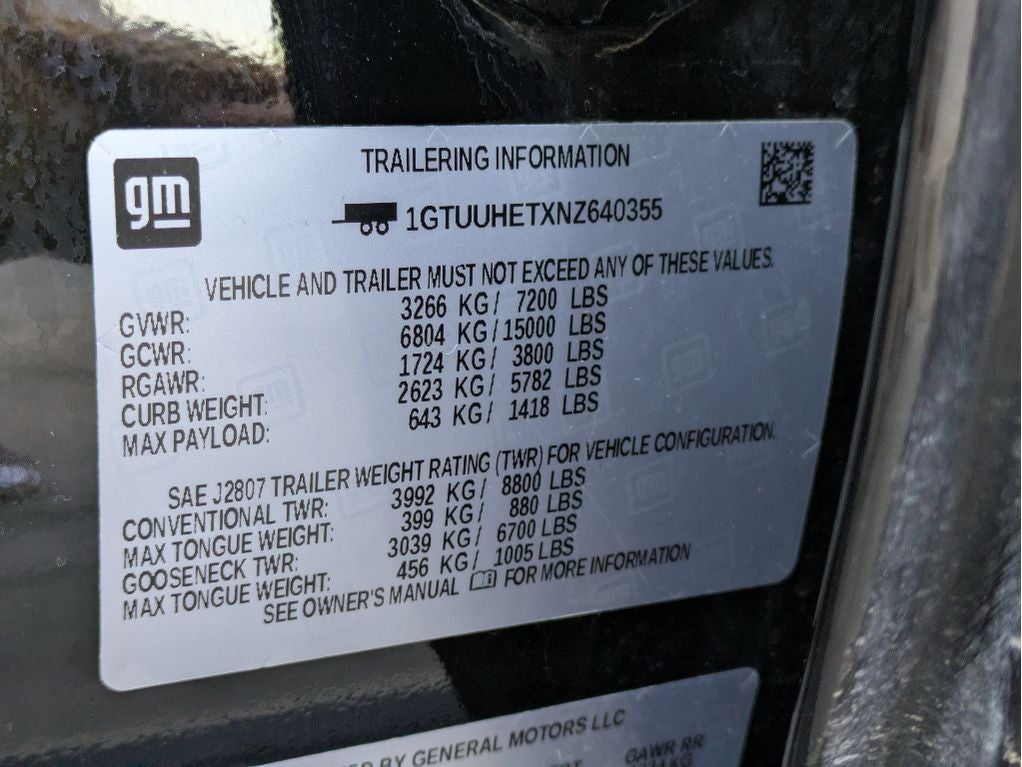 gm
TRAILERING INFORMATION
1GTUUHETXNZ640355
VEHICLE AND TRAILER MUST NOT EXCEED ANY OF THESE VALUES.
GVWR: 3266 KG/ 7200 LBS
GCWR: 6804 KG/15000 LBS
RGAWR: 1724 KG/ 3800 LBS
CURB WEIGHT: 2623 KG/ 5782 LBS
MAX PAYLOAD: 643 KG/ 1418 LBS
SAE J2807 TRAILER WEIGHT RATING (TWR) FOR VEHICLE CONFIGURATION.
CONVENTIONAL TWR: 3992 KG/ 8800 LBS
MAX TONGUE WEIGHT: 399 KG/ 880 LBS
GOOSENECK TWR: 3039 KG/ 6700 LBS
MAX TONGUE WEIGHT: 456 KG/ 1005 LBS
SEE OWNER'S MANUAL FOR MORE INFORMATION
BY GENERAL MOTORS LLC
GAWR RR